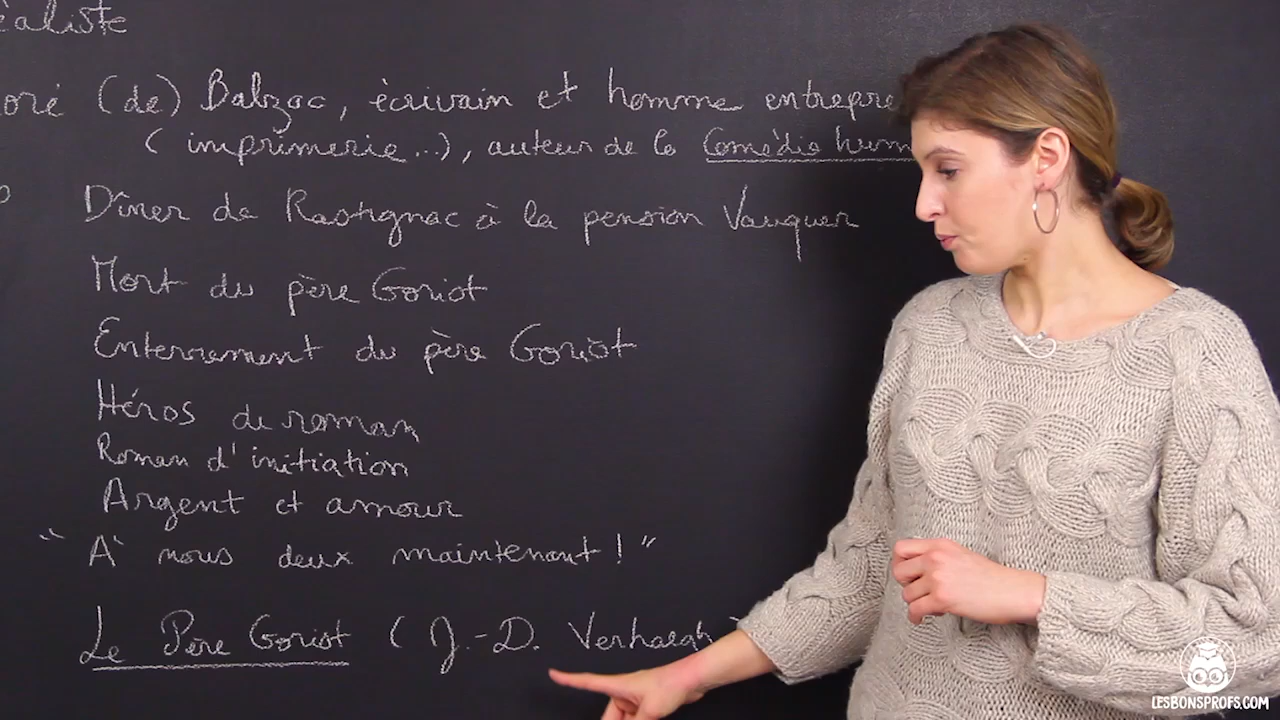 éaliste
oré (de) Balzac, écrivain et homme entrepre
(imprimerie...), auteur de la Comédie hum
Dîner de Rastignac à la pension Vauquer
Mort du père Goriot
Enterrement du père Goriot
Héros de roman
Roman d'initiation
Argent et amour
"À nous deux maintenant!"
Le Père Goriot (J.-D. Verhaegh
LESBONSPROFS.COM